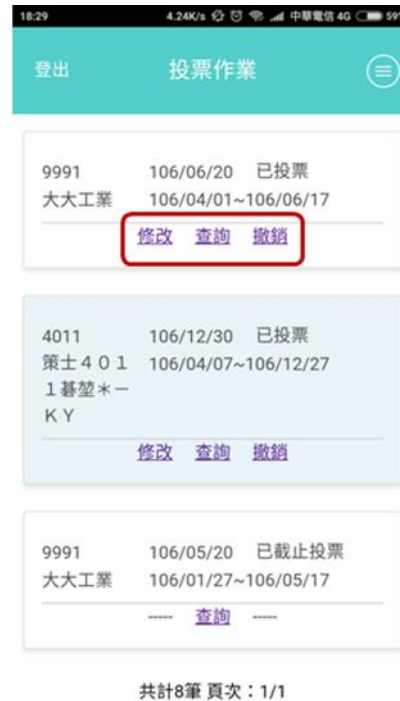 18:29 4.24K/s 中華電信 4G 59%
登出 投票作業
9991 106/06/20 已投票
大大工業 106/04/01~106/06/17
修改 查詢 撤銷
4011 106/12/30 已投票
策士４０１ 106/04/07~106/12/27
１碁堃＊－
ＫＹ
修改 查詢 撤銷
9991 106/05/20 已截止投票
大大工業 106/01/27~106/05/17
---- 查詢 ----
共計8筆 頁次：1/1